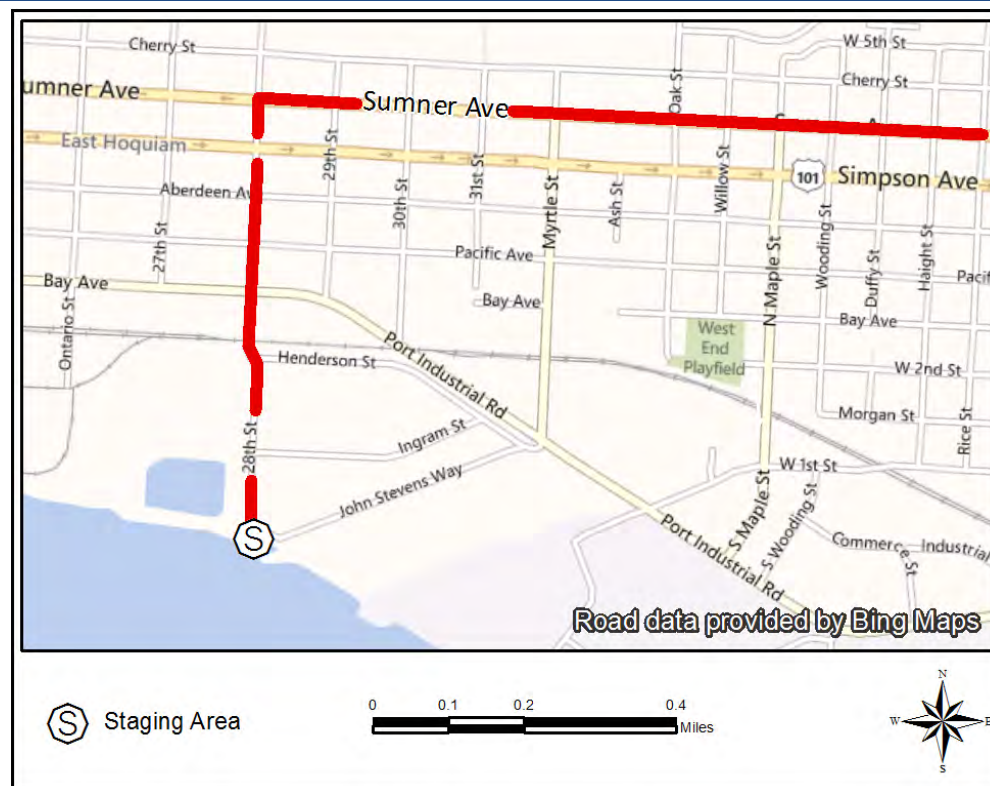 Cherry St
W 5th St
Cherry St
Oak St
umner Ave
Sumner Ave
East Hoquiam
29th St
30th St
31st St
Myrtle St
Ash St
Willow St
101
Simpson Ave
Aberdeen Av
27th St
Pacific Ave
N Maple St
Wooding St
Duffy St
Haight St
Pacif
Bay Ave
Bay Ave
Bay Ave
Ontario St
Henderson St
Port Industrial Rd
West
End
Playfield
W 2nd St
Morgan St
Rice St
28th St
Ingram St
John Stevens Way
W 1st St
S Maple St
S Wooding St
Commerce St
Industrial
Port Industrial Rd
S
Road data provided by Bing Maps
S Staging Area
0 0.1 0.2 0.4
Miles
N
W E
S